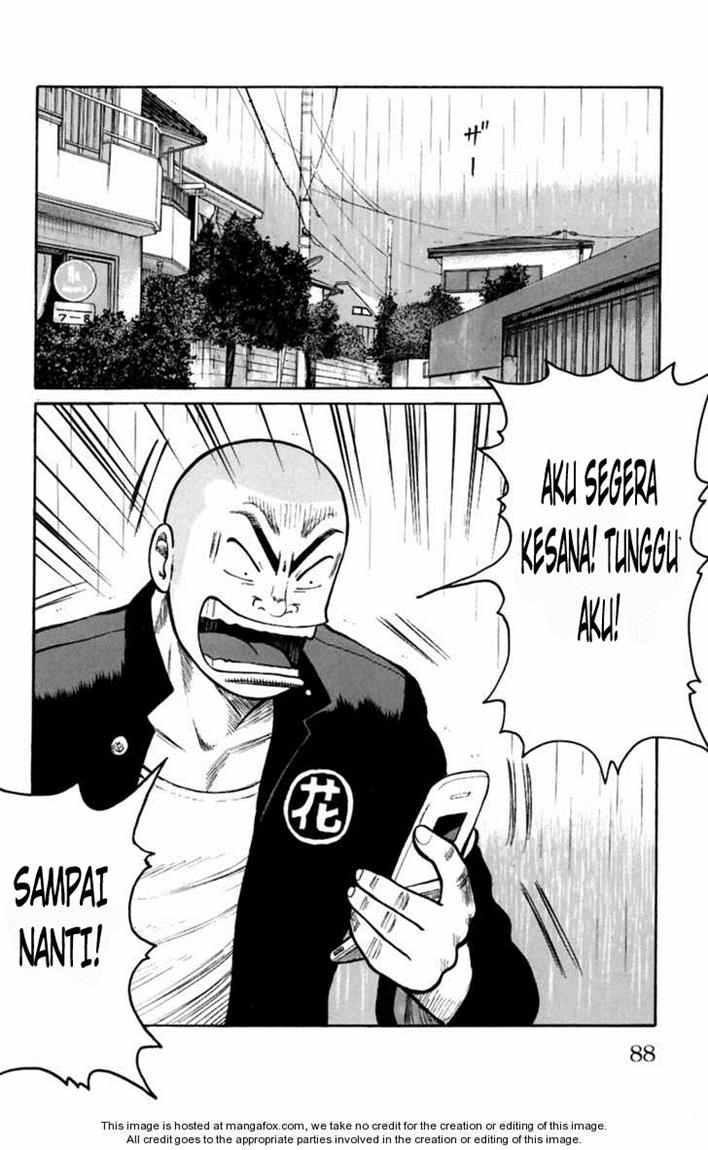 ザー
7-8
AKU SEGERA
KESANA! TUNGGU
AKU!
花
SAMPAI
NANTI!
88
This image is hosted at mangafox.com, we take no credit for the creation or editing of this image.
All credit goes to the appropriate parties involved in the creation or editing of this image.